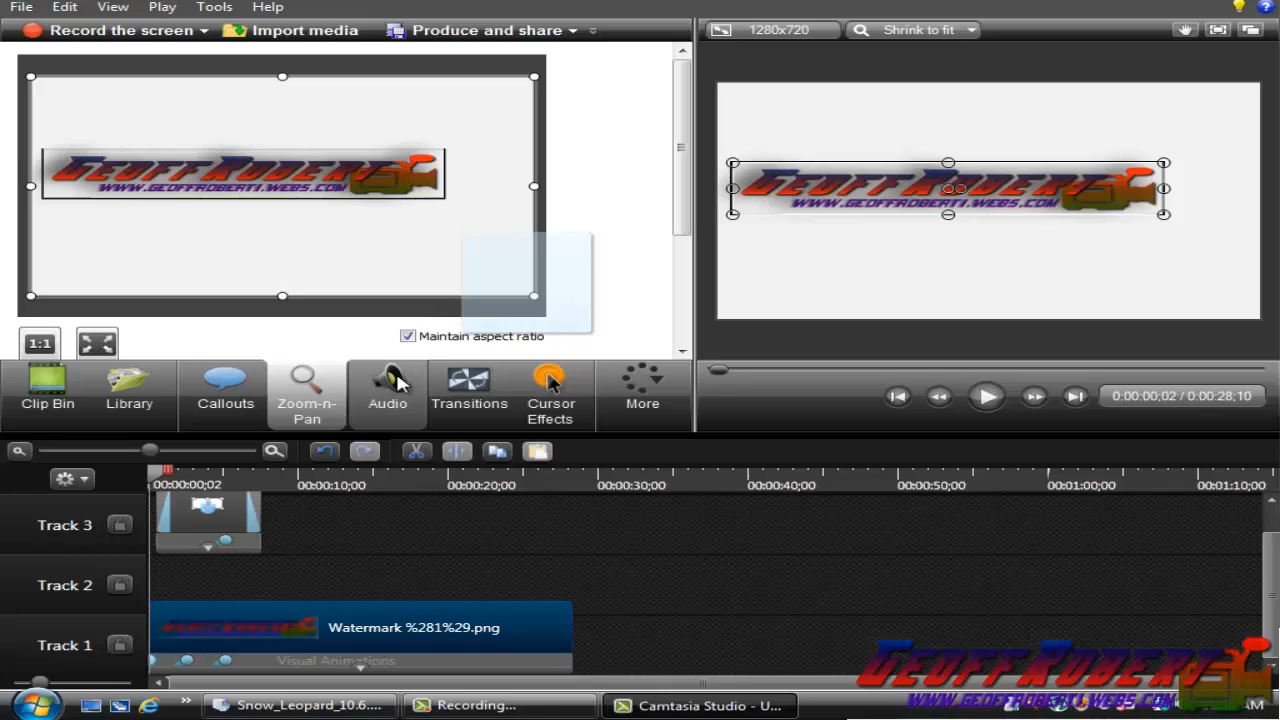 File Edit View Play Tools Help
Record the screen Import media Produce and share 1280x720 Shrink to fit
GEOFFROBERT
WWW.GEOFFROBERT1.WEBS.COM
GEOFFROBERT
WWW.GEOFFROBERT1.WEBS.COM
1:1 Maintain aspect ratio
Clip Bin Library Callouts Zoom-n-Pan Audio Transitions Cursor Effects More
0:00:00;02 / 0:00:28;10
00:00:00;02 00:00:10;00 00:00:20;00 00:00:30;00 00:00:40;00 00:00:50;00 00:01:00;00 00:01:10;00
Track 3
Track 2
Track 1 Watermark %281%29.png
Visual Animations
GEOFFROBERT
WWW.GEOFFROBERT1.WEBS.COM
Snow_Leopard_10.6.... Recording... Camtasia Studio - U... AM